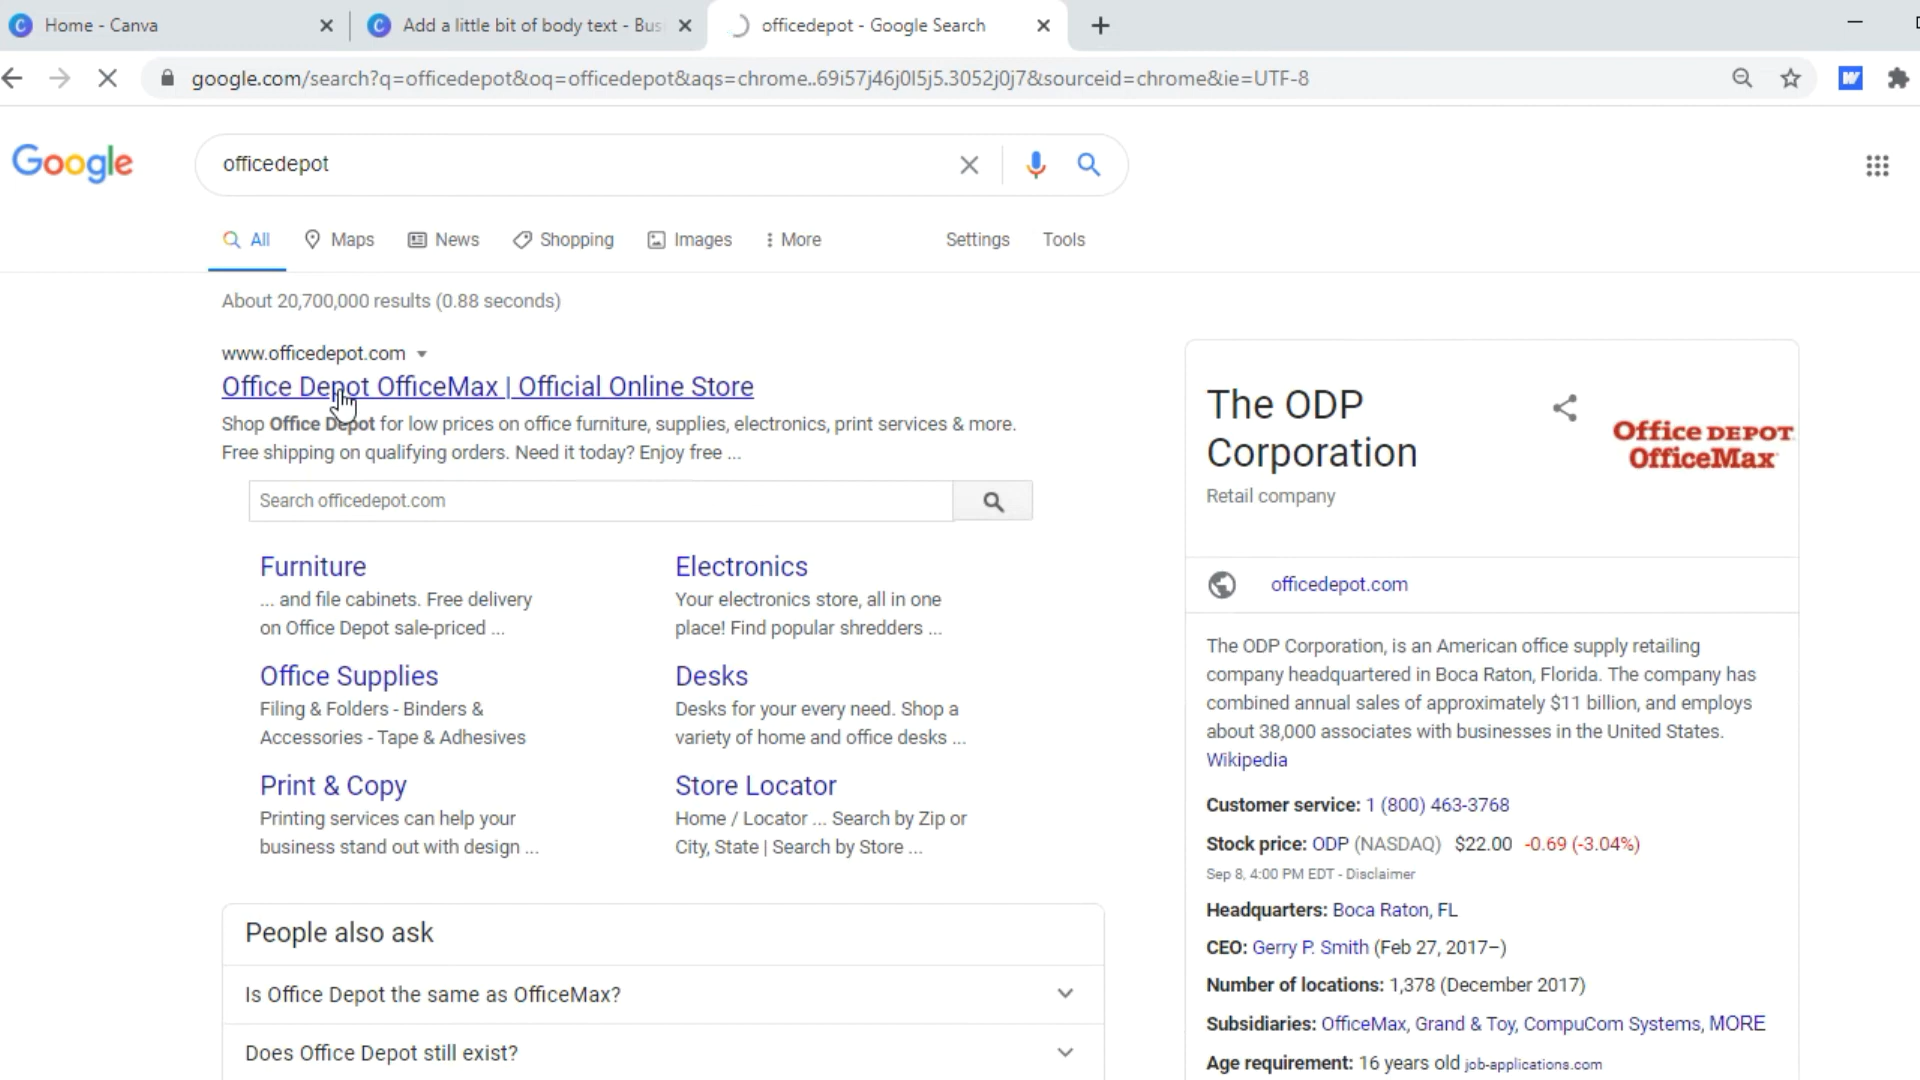 Home - Canva
Add a little bit of body text - Bus
officedepot - Google Search
google.com/search?q=officedepot&oq=officedepot&aqs=chrome..69i57j46j0l5j5.3052j0j7&sourceid=chrome&ie=UTF-8
Google
officedepot
All
Maps
News
Shopping
Images
More
Settings
Tools
About 20,700,000 results (0.88 seconds)
www.officedepot.com
Office Depot OfficeMax | Official Online Store
Shop Office Depot for low prices on office furniture, supplies, electronics, print services & more.
Free shipping on qualifying orders. Need it today? Enjoy free ...
Search officedepot.com
Furniture
... and file cabinets. Free delivery
on Office Depot sale-priced ...
Electronics
Your electronics store, all in one
place! Find popular shredders ...
Office Supplies
Filing & Folders - Binders &
Accessories - Tape & Adhesives
Desks
Desks for your every need. Shop a
variety of home and office desks ...
Print & Copy
Printing services can help your
business stand out with design ...
Store Locator
Home / Locator ... Search by Zip or
City, State | Search by Store ...
People also ask
Is Office Depot the same as OfficeMax?
Does Office Depot still exist?
The ODP
Corporation
Retail company
Office DEPOT
OfficeMax
officedepot.com
The ODP Corporation, is an American office supply retailing
company headquartered in Boca Raton, Florida. The company has
combined annual sales of approximately $11 billion, and employs
about 38,000 associates with businesses in the United States.
Wikipedia
Customer service: 1 (800) 463-3768
Stock price: ODP (NASDAQ) $22.00 -0.69 (-3.04%)
Sep 8, 4:00 PM EDT - Disclaimer
Headquarters: Boca Raton, FL
CEO: Gerry P. Smith (Feb 27, 2017–)
Number of locations: 1,378 (December 2017)
Subsidiaries: OfficeMax, Grand & Toy, CompuCom Systems, MORE
Age requirement: 16 years old job-applications.com